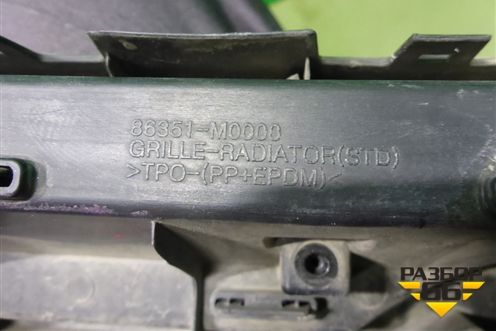 86351-M0000
GRILLE-RADIATOR(STD)
>TPO-(PP+EPDM)<
РАЗБОР
66